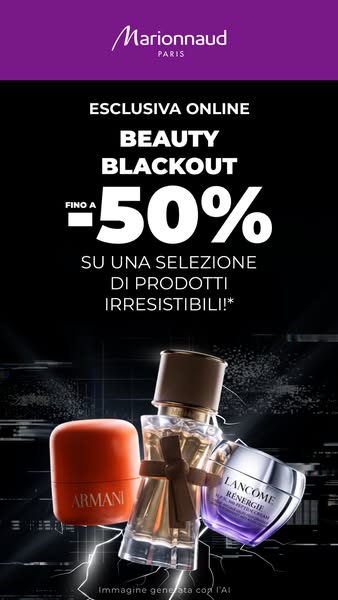 Marionnaud
PARIS
ESCLUSIVA ONLINE
BEAUTY
BLACKOUT
FINO A
-50%
SU UNA SELEZIONE
DI PRODOTTI
IRRESISTIBILI!*
ARMANI
LANCÔME
RÉNERGIE
Immagine generata con l'AI